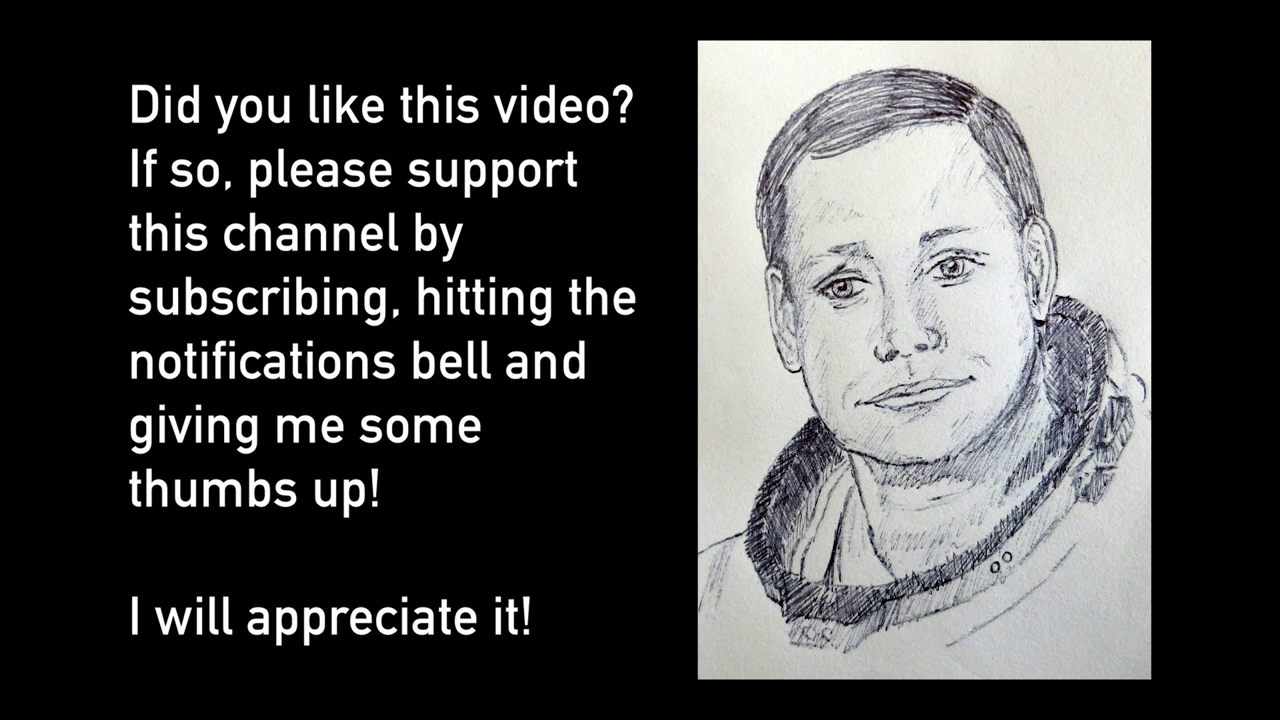 Did you like this video?
If so, please support
this channel by
subscribing, hitting the
notifications bell and
giving me some
thumbs up!
I will appreciate it!